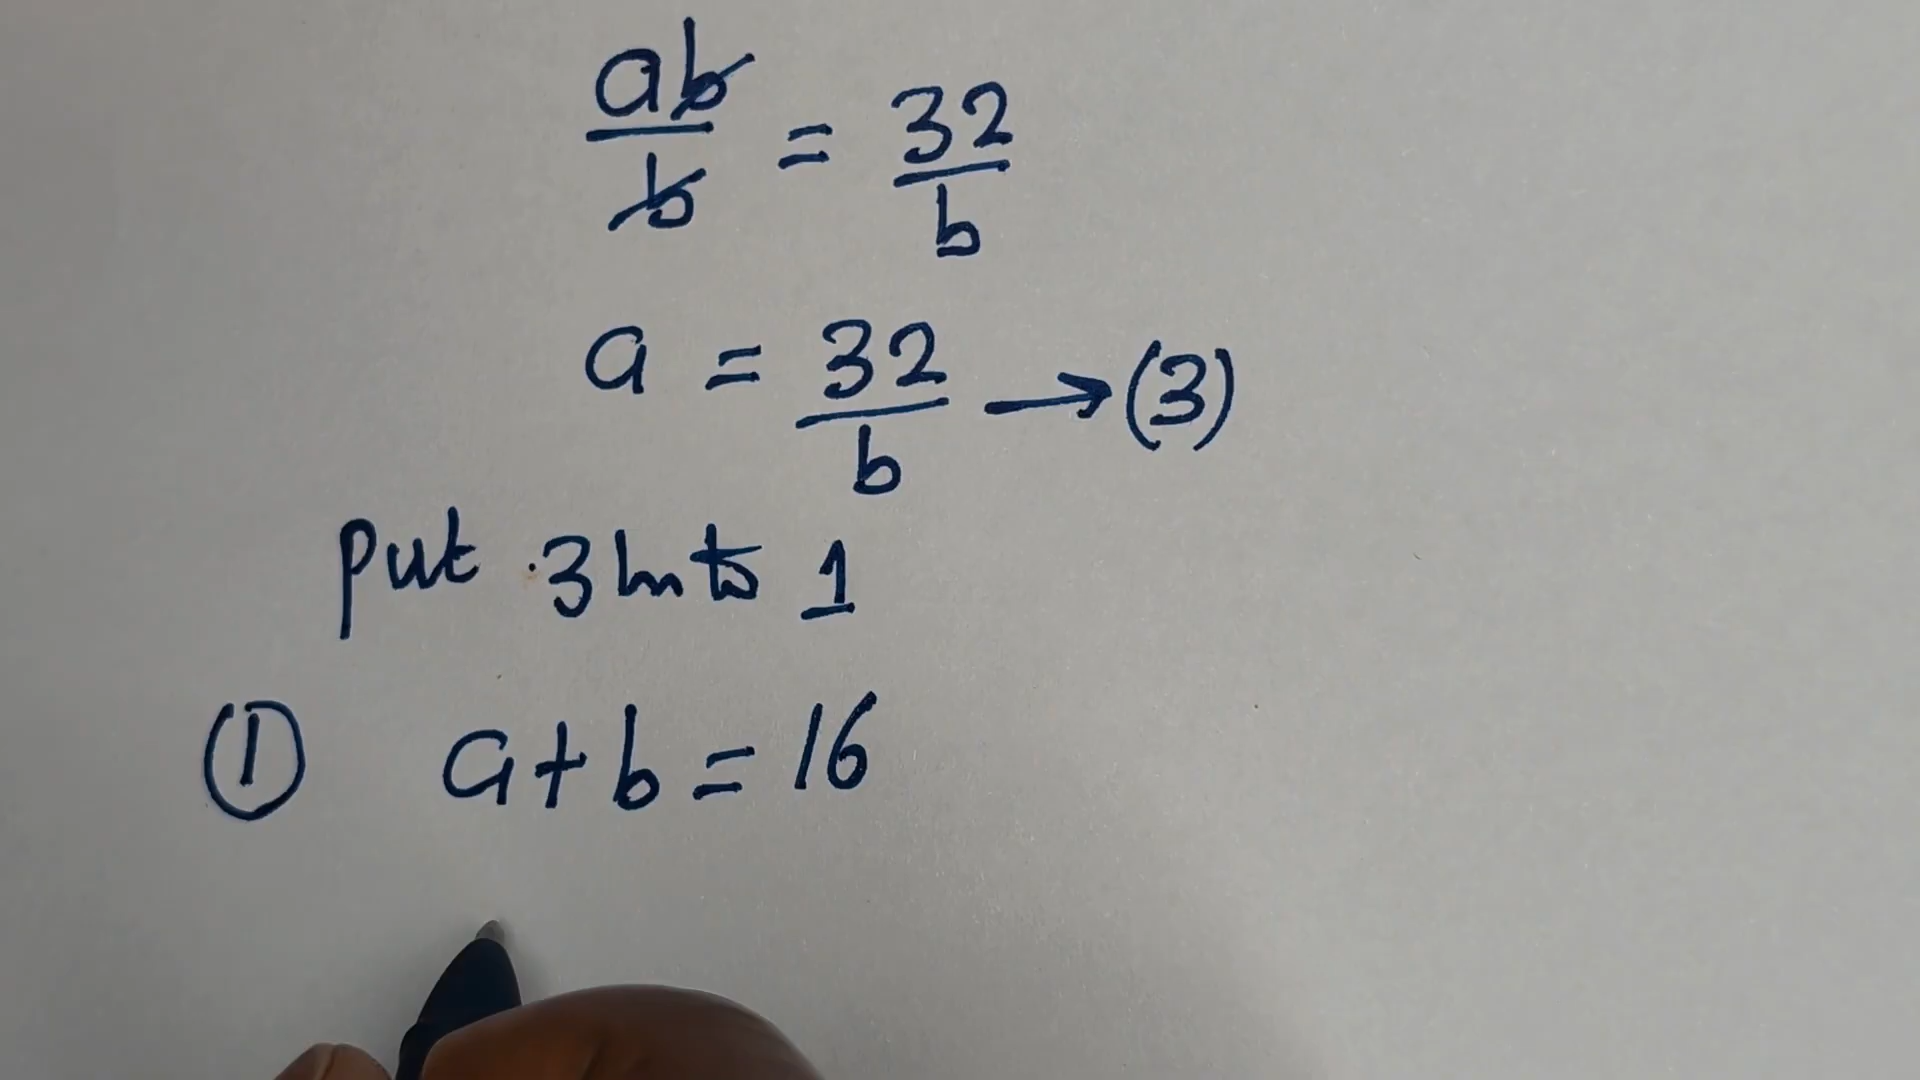 ab/b = 32/b
a = 32/b → (3)
put 3 into 1
① a + b = 16